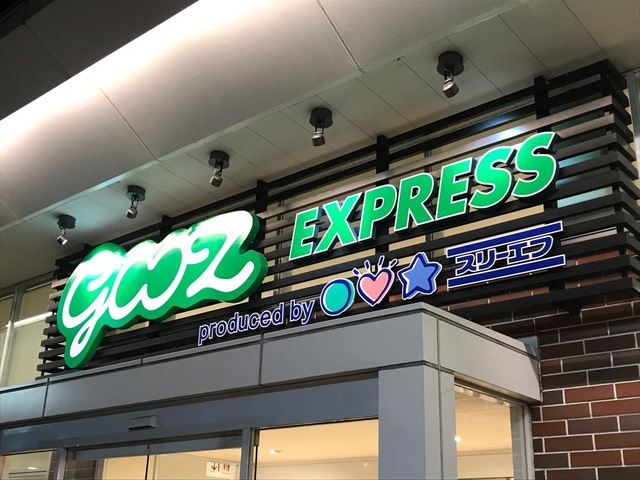 gooz EXPRESS
produced by スリーエフ